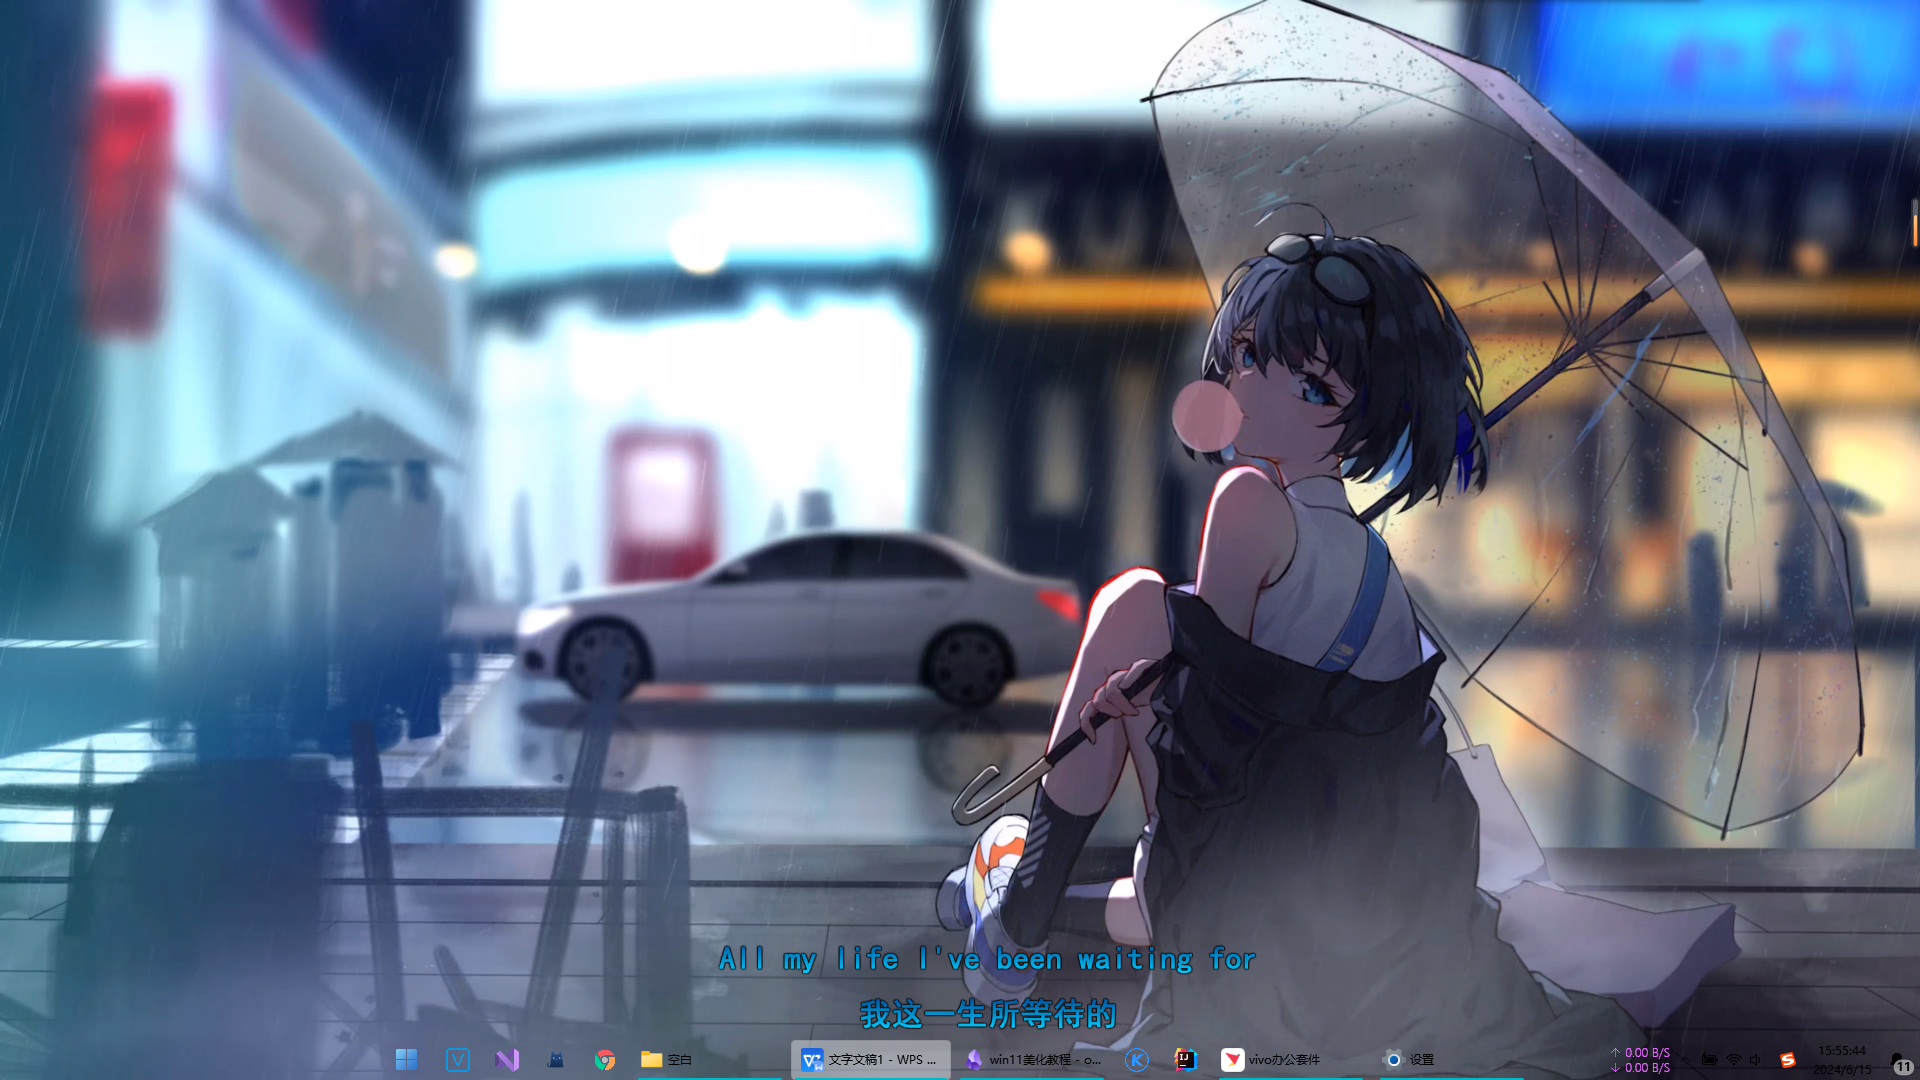 All my life I've been waiting for
我这一生所等待的
空白
文字文稿1 - WPS ...
win11美化教程 - o...
vivo办公套件
设置
↑ 0.00 B/S
↓ 0.00 B/S
15:55:44
2024/6/15
11